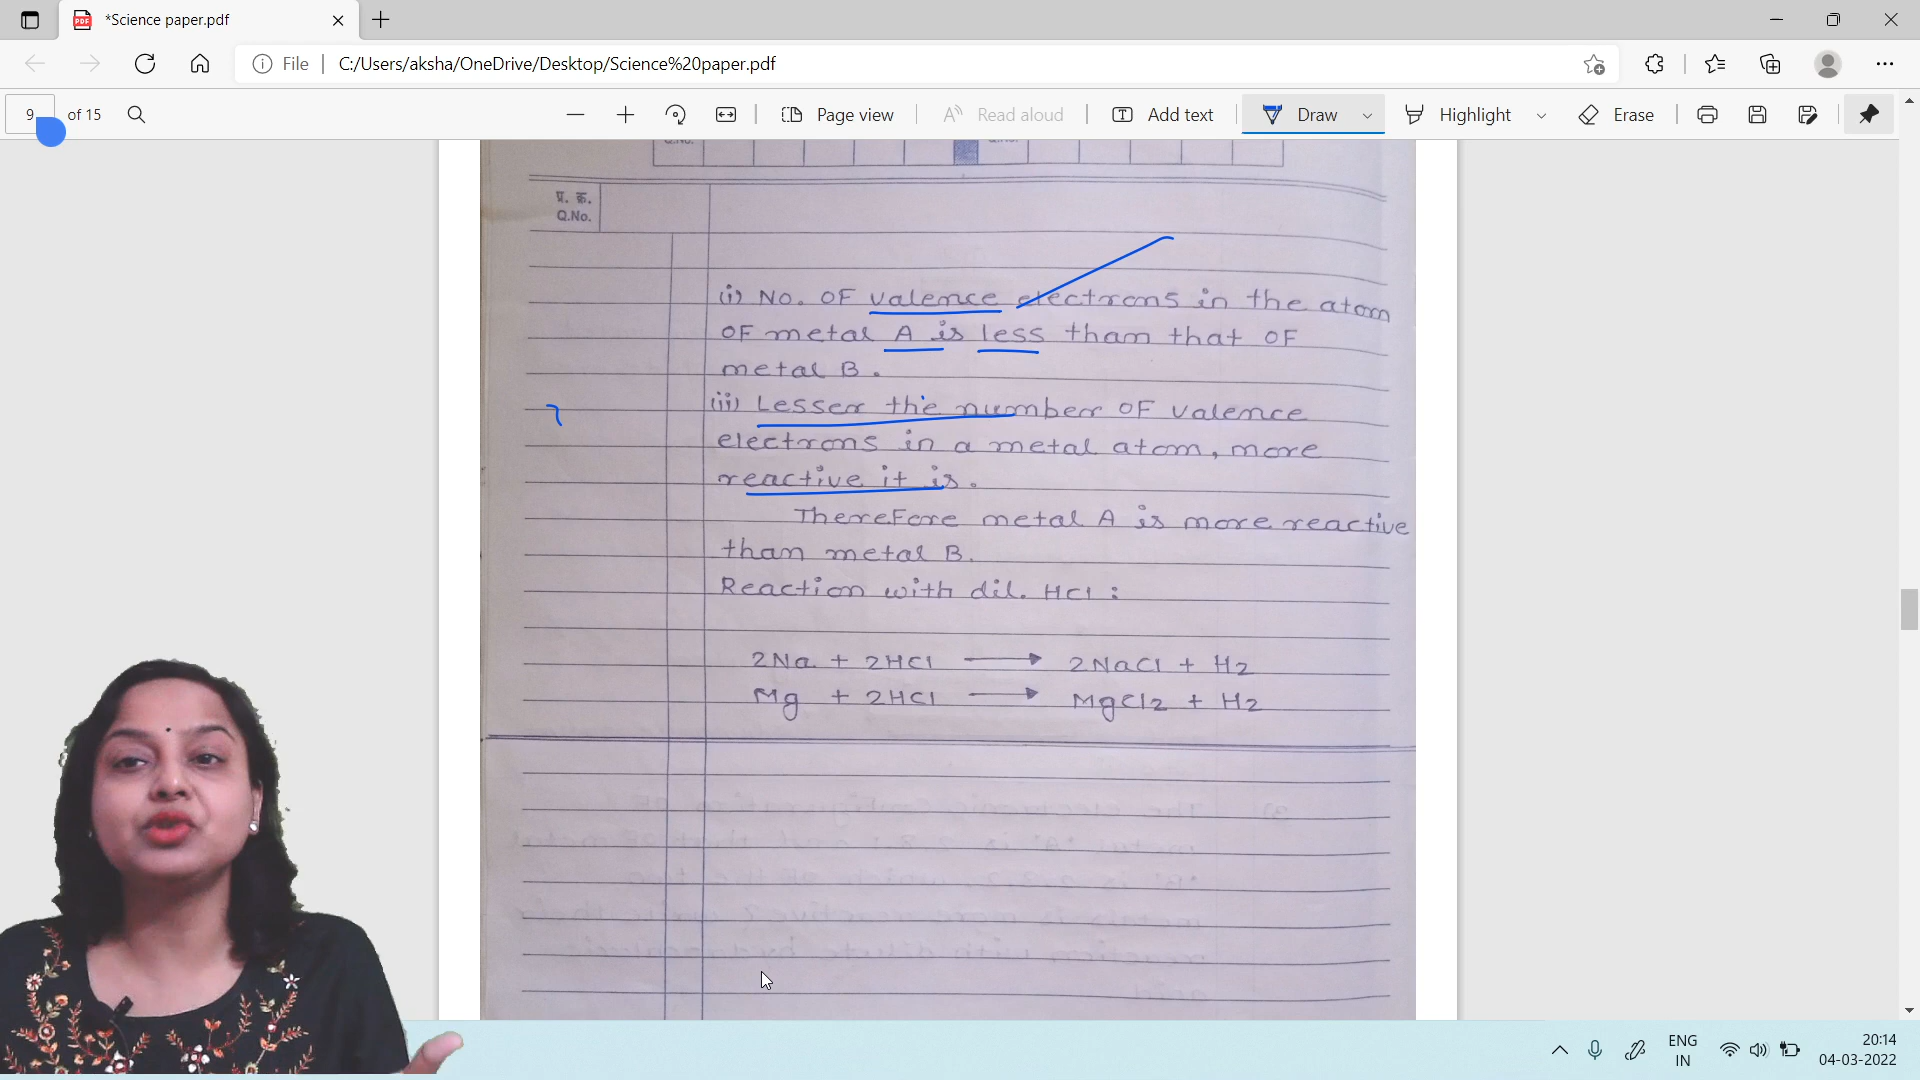 *Science paper.pdf
File
C:/Users/aksha/OneDrive/Desktop/Science%20paper.pdf
9 of 15
Page view
Read aloud
Add text
Draw
Highlight
Erase
Q.No.
Q.No.
प्र. क्र.
Q.No.
(i) No. OF valence electrons in the atom
OF metal A is less than that OF
metal B.
(ii) Lesser the number OF valence
electrons in a metal atom, more
reactive it is.
Therefore metal A is more reactive
than metal B.
Reaction with dil. HCl :
2Na + 2HCl → 2NaCl + H2
Mg + 2HCl → MgCl2 + H2
ENG
IN
20:14
04-03-2022